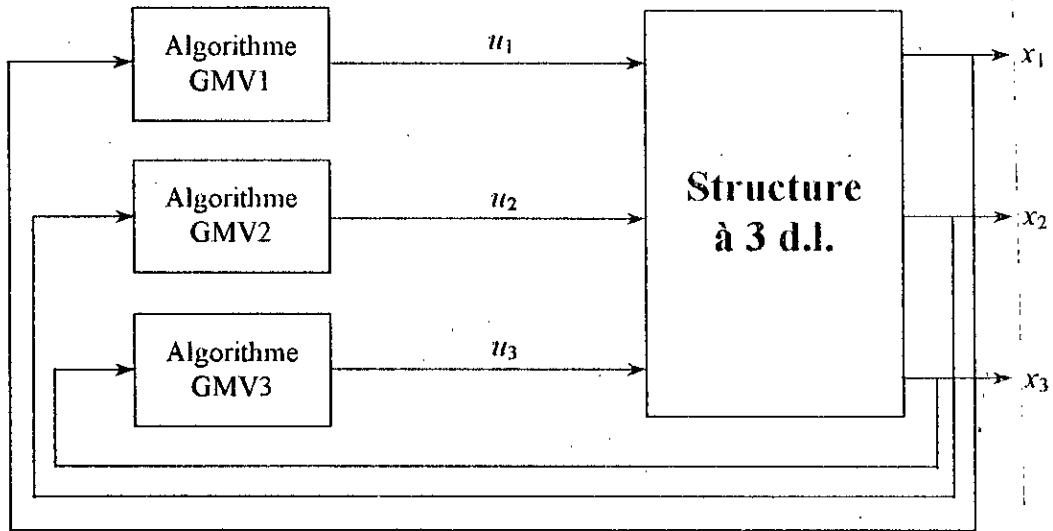 Algorithme
GMV1
u1
x1
Algorithme
GMV2
u2
Structure
à 3 d.l.
x2
Algorithme
GMV3
u3
x3